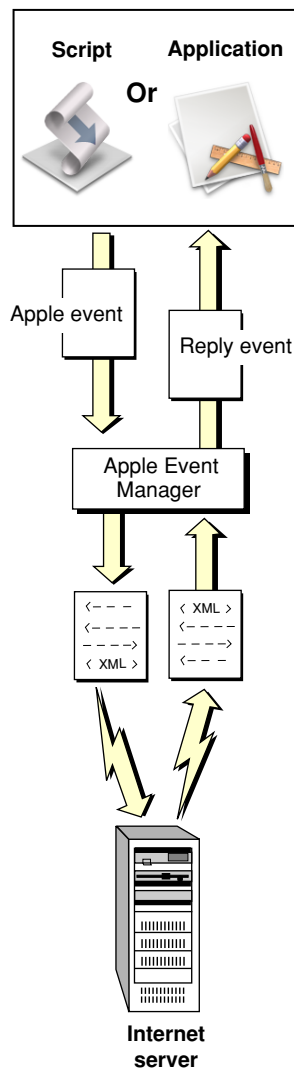 Script
Application
Or
Apple event
Reply event
Apple Event
Manager
< XML >
< XML >
Internet
server